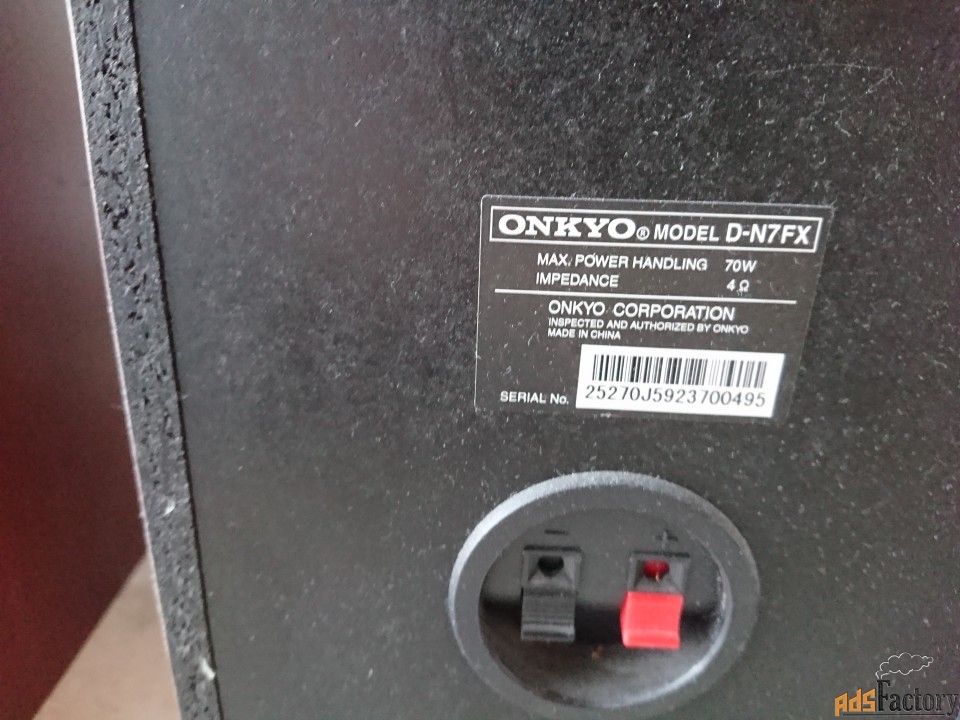 ONKYO® MODEL D-N7FX
MAX. POWER HANDLING 70W
IMPEDANCE 4 Ω
ONKYO CORPORATION
INSPECTED AND AUTHORIZED BY ONKYO
MADE IN CHINA
SERIAL No. 25270J5923700495
− +
AdsFactory